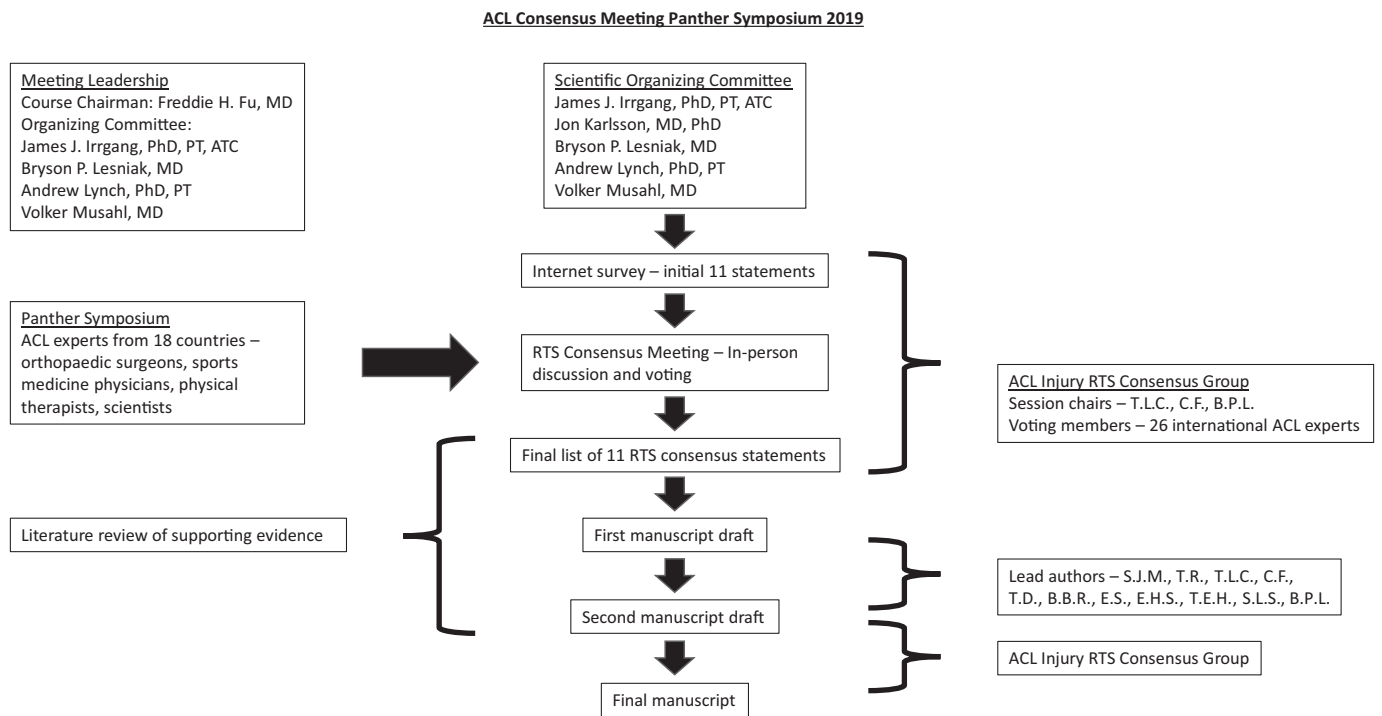 ACL Consensus Meeting Panther Symposium 2019
Meeting Leadership
Course Chairman: Freddie H. Fu, MD
Organizing Committee:
James J. Irrgang, PhD, PT, ATC
Bryson P. Lesniak, MD
Andrew Lynch, PhD, PT
Volker Musahl, MD
Scientific Organizing Committee
James J. Irrgang, PhD, PT, ATC
Jon Karlsson, MD, PhD
Bryson P. Lesniak, MD
Andrew Lynch, PhD, PT
Volker Musahl, MD
Internet survey – initial 11 statements
Panther Symposium
ACL experts from 18 countries –
orthopaedic surgeons, sports
medicine physicians, physical
therapists, scientists
RTS Consensus Meeting – In-person
discussion and voting
ACL Injury RTS Consensus Group
Session chairs – T.L.C., C.F., B.P.L.
Voting members – 26 international ACL experts
Final list of 11 RTS consensus statements
Literature review of supporting evidence
First manuscript draft
Lead authors – S.J.M., T.R., T.L.C., C.F.,
T.D., B.B.R., E.S., E.H.S., T.E.H., S.L.S., B.P.L.
Second manuscript draft
ACL Injury RTS Consensus Group
Final manuscript